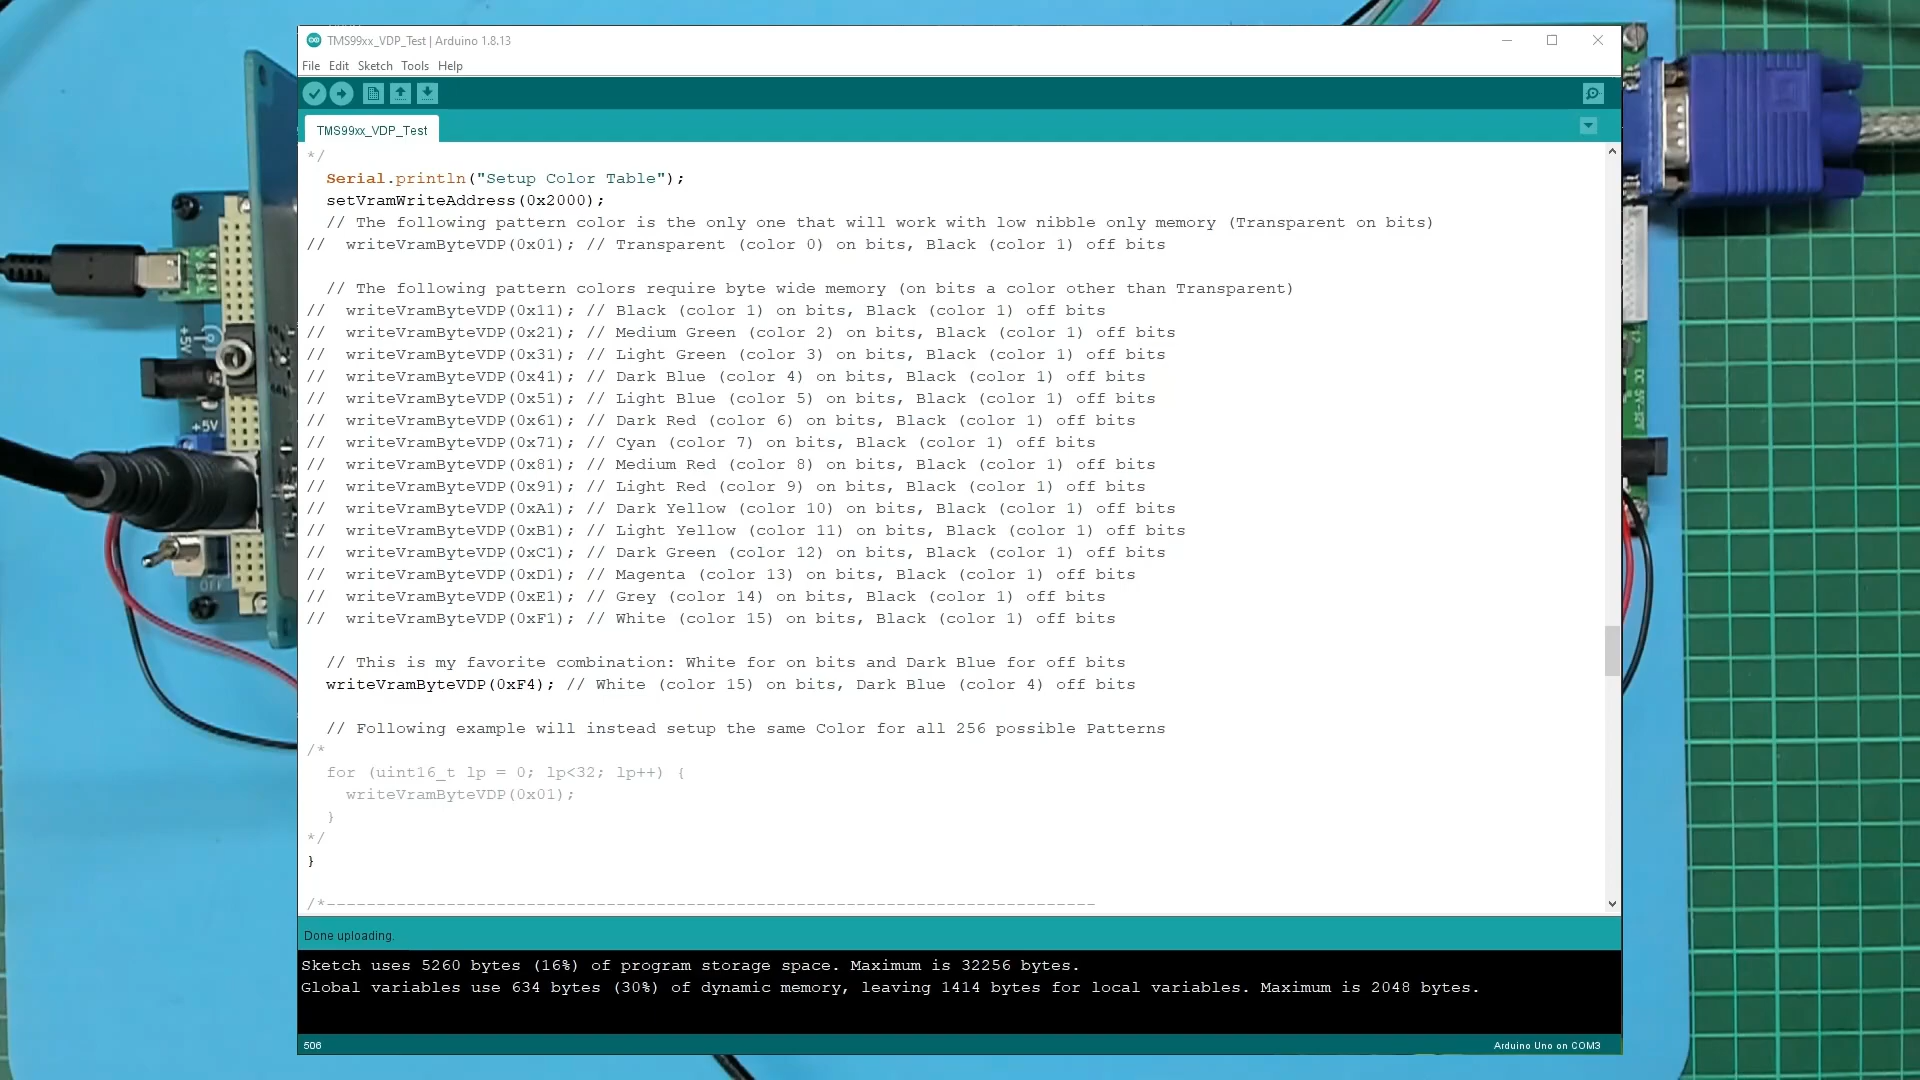 TMS99xx_VDP_Test | Arduino 1.8.13
File Edit Sketch Tools Help
TMS99xx_VDP_Test
*/
Serial.println("Setup Color Table");
setVramWriteAddress(0x2000);
// The following pattern color is the only one that will work with low nibble only memory (Transparent on bits)
//  writeVramByteVDP(0x01); // Transparent (color 0) on bits, Black (color 1) off bits
// The following pattern colors require byte wide memory (on bits a color other than Transparent)
//  writeVramByteVDP(0x11); // Black (color 1) on bits, Black (color 1) off bits
//  writeVramByteVDP(0x21); // Medium Green (color 2) on bits, Black (color 1) off bits
//  writeVramByteVDP(0x31); // Light Green (color 3) on bits, Black (color 1) off bits
//  writeVramByteVDP(0x41); // Dark Blue (color 4) on bits, Black (color 1) off bits
//  writeVramByteVDP(0x51); // Light Blue (color 5) on bits, Black (color 1) off bits
//  writeVramByteVDP(0x61); // Dark Red (color 6) on bits, Black (color 1) off bits
//  writeVramByteVDP(0x71); // Cyan (color 7) on bits, Black (color 1) off bits
//  writeVramByteVDP(0x81); // Medium Red (color 8) on bits, Black (color 1) off bits
//  writeVramByteVDP(0x91); // Light Red (color 9) on bits, Black (color 1) off bits
//  writeVramByteVDP(0xA1); // Dark Yellow (color 10) on bits, Black (color 1) off bits
//  writeVramByteVDP(0xB1); // Light Yellow (color 11) on bits, Black (color 1) off bits
//  writeVramByteVDP(0xC1); // Dark Green (color 12) on bits, Black (color 1) off bits
//  writeVramByteVDP(0xD1); // Magenta (color 13) on bits, Black (color 1) off bits
//  writeVramByteVDP(0xE1); // Grey (color 14) on bits, Black (color 1) off bits
//  writeVramByteVDP(0xF1); // White (color 15) on bits, Black (color 1) off bits
// This is my favorite combination: White for on bits and Dark Blue for off bits
writeVramByteVDP(0xF4); // White (color 15) on bits, Dark Blue (color 4) off bits
// Following example will instead setup the same Color for all 256 possible Patterns
/*
for (uint16_t lp = 0; lp<32; lp++) {
writeVramByteVDP(0x01);
}
*/
}
/*-----------------------------------------------------------------------------
Done uploading.
Sketch uses 5260 bytes (16%) of program storage space. Maximum is 32256 bytes.
Global variables use 634 bytes (30%) of dynamic memory, leaving 1414 bytes for local variables. Maximum is 2048 bytes.
506
Arduino Uno on COM3
+5V
+5V
OFF